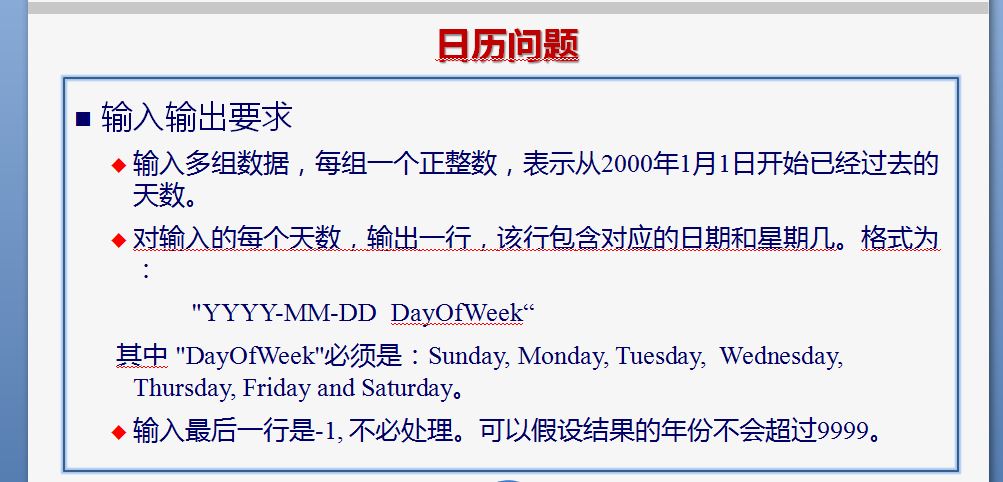 日历问题
输入输出要求
输入多组数据，每组一个正整数，表示从2000年1月1日开始已经过去的
天数。
对输入的每个天数，输出一行，该行包含对应的日期和星期几。格式为
：
"YYYY-MM-DD  DayOfWeek“
其中 "DayOfWeek"必须是：Sunday, Monday, Tuesday,  Wednesday,
Thursday, Friday and Saturday。
输入最后一行是-1, 不必处理。可以假设结果的年份不会超过9999。